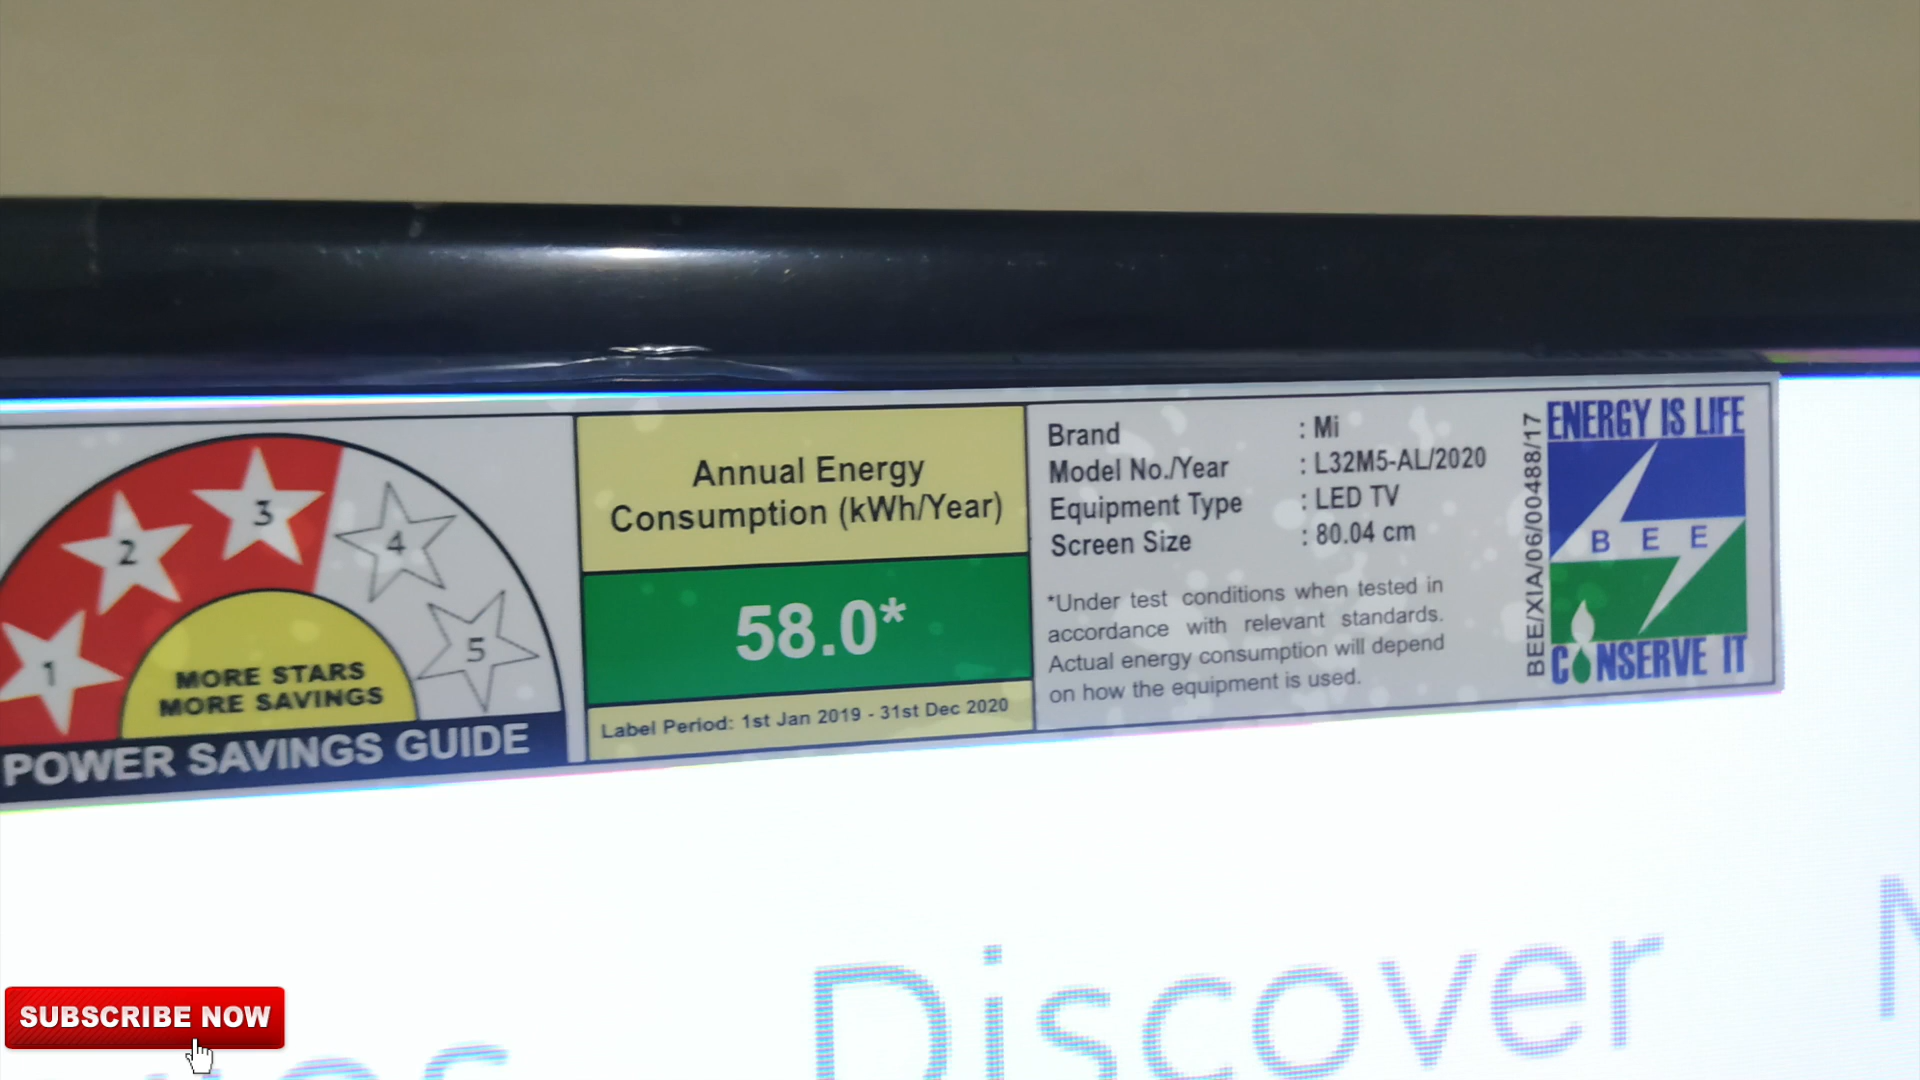 1
2
3
4
5
MORE STARS
MORE SAVINGS
POWER SAVINGS GUIDE
Annual Energy
Consumption (kWh/Year)
58.0*
Label Period: 1st Jan 2019 - 31st Dec 2020
Brand : Mi
Model No./Year : L32M5-AL/2020
Equipment Type : LED TV
Screen Size : 80.04 cm
*Under test conditions when tested in
accordance with relevant standards.
Actual energy consumption will depend
on how the equipment is used.
BEE/XIA/06/00488/17
ENERGY IS LIFE
BEE
CONSERVE IT
Discover
SUBSCRIBE NOW